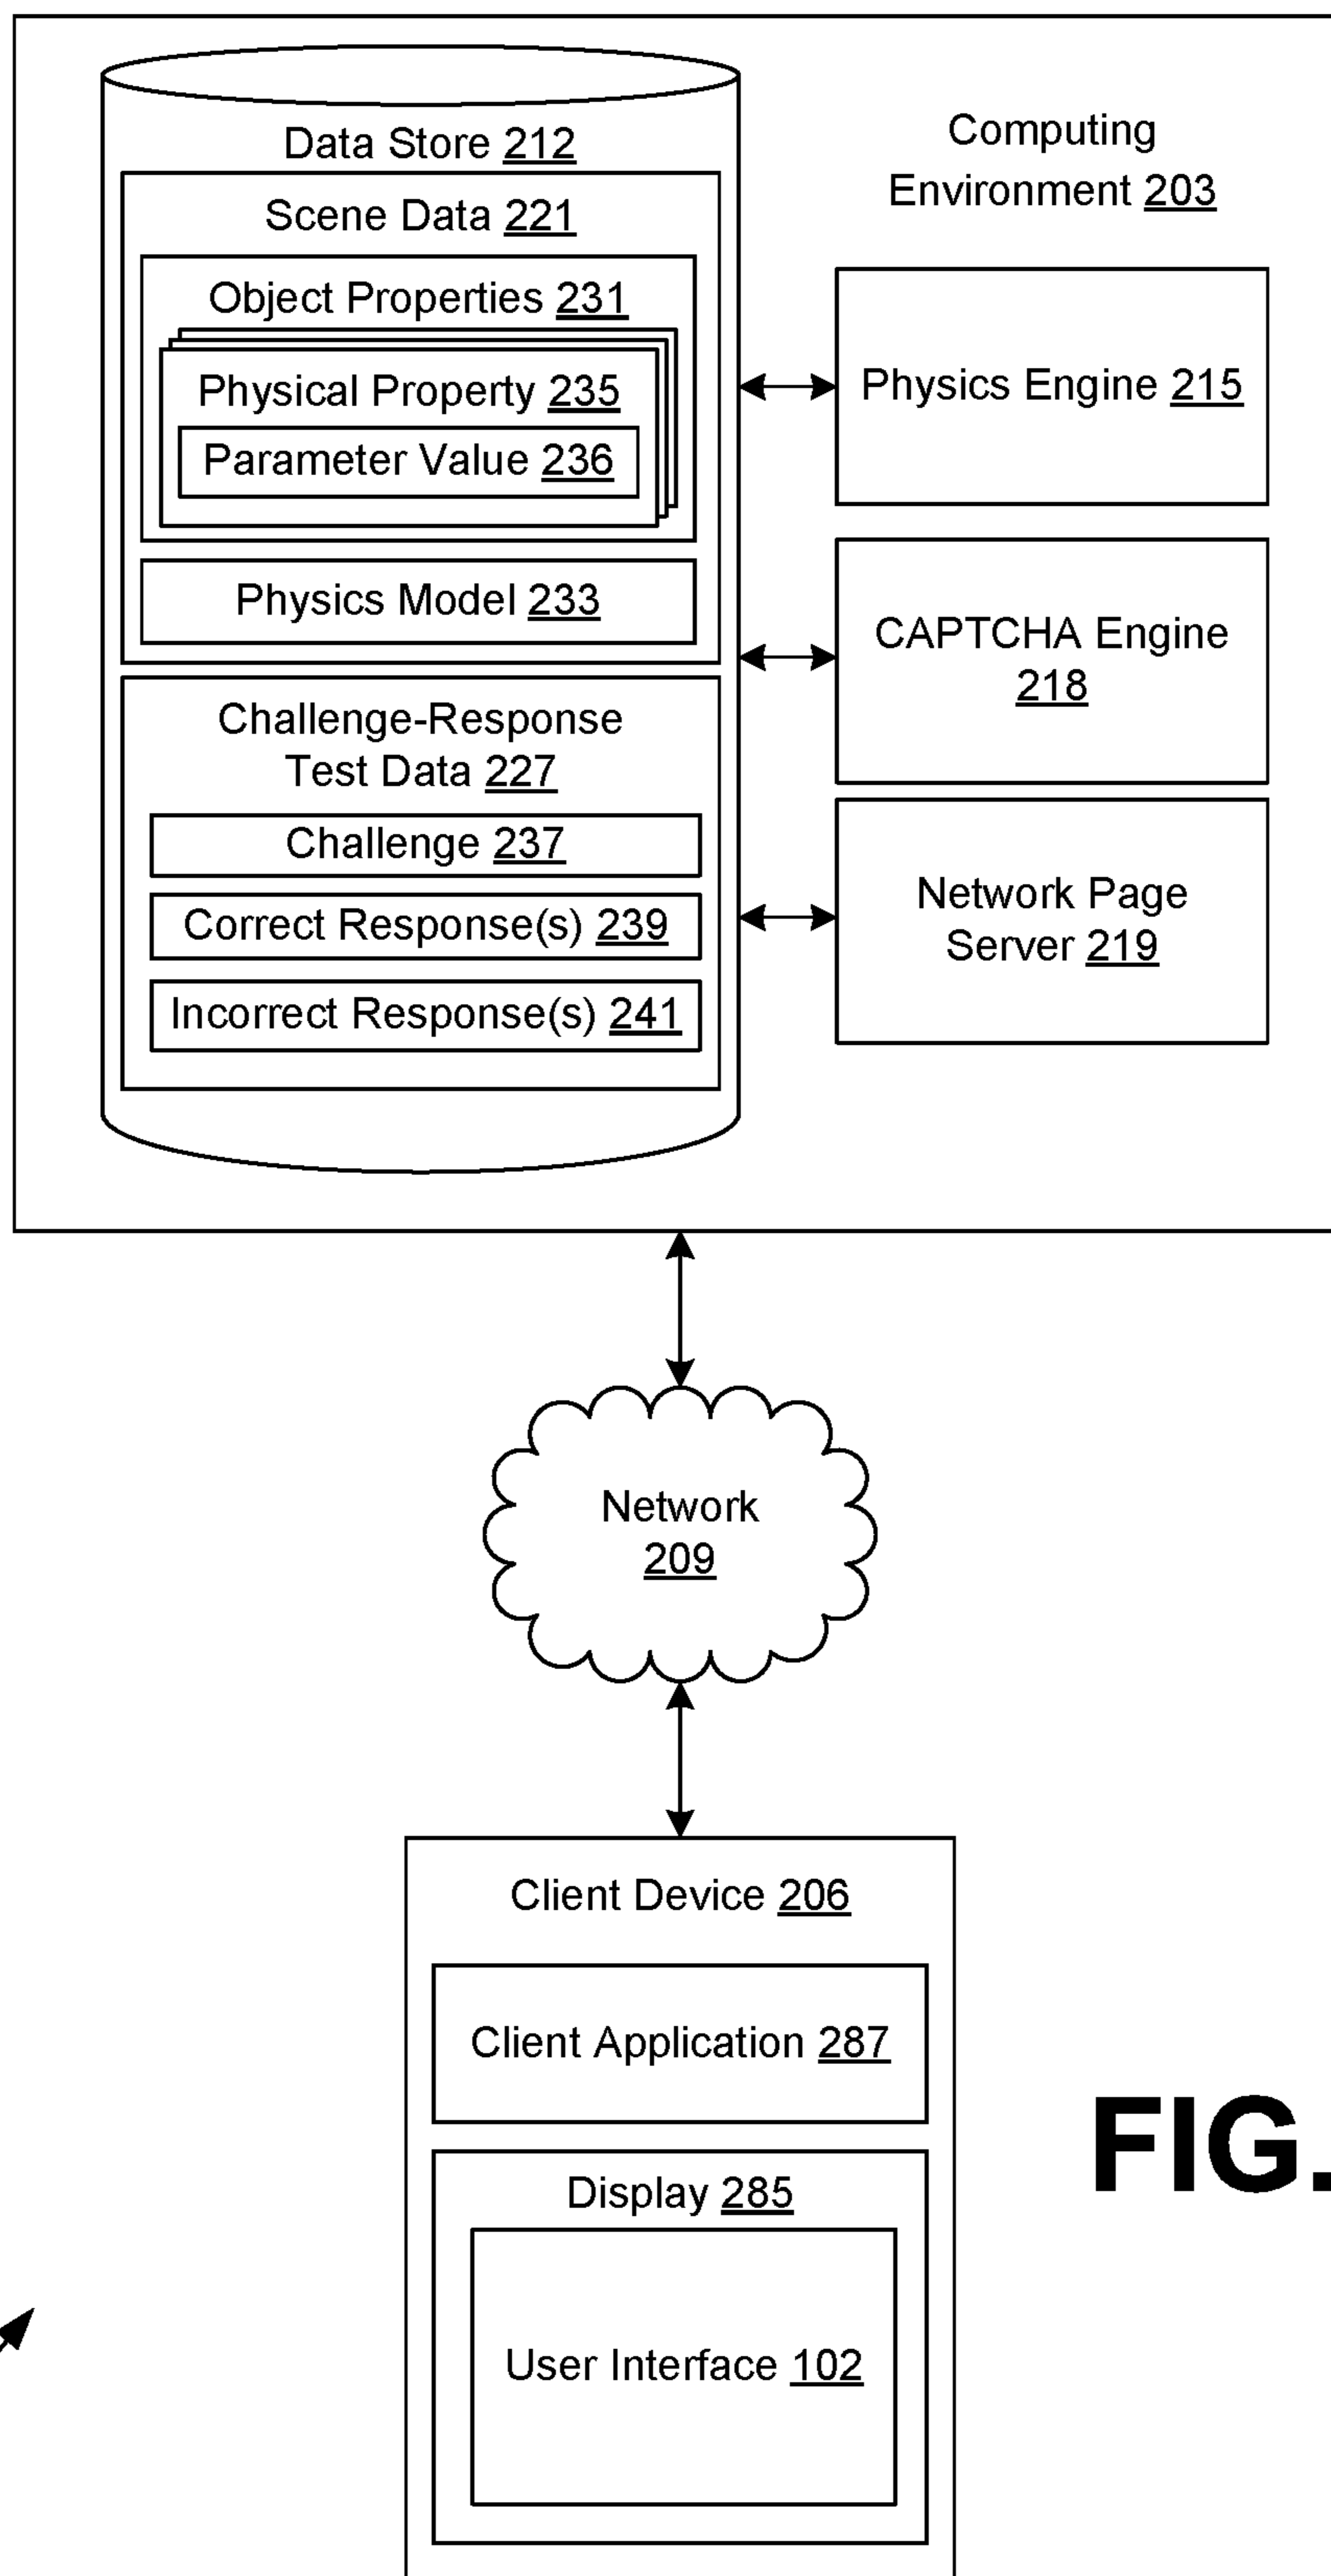 Data Store 212
Scene Data 221
Object Properties 231
Physical Property 235
Parameter Value 236
Physics Model 233
Challenge-Response
Test Data 227
Challenge 237
Correct Response(s) 239
Incorrect Response(s) 241
Computing
Environment 203
Physics Engine 215
CAPTCHA Engine
218
Network Page
Server 219
Network
209
Client Device 206
Client Application 287
Display 285
User Interface 102
FIG.